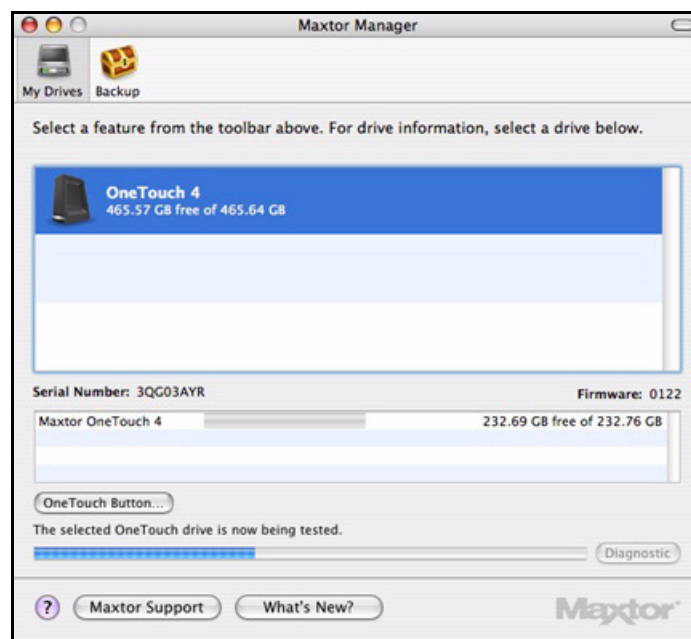 Maxtor Manager
My Drives Backup
Select a feature from the toolbar above. For drive information, select a drive below.
OneTouch 4
465.57 GB free of 465.64 GB
Serial Number: 3QG03AYR Firmware: 0122
Maxtor OneTouch 4 232.69 GB free of 232.76 GB
OneTouch Button...
The selected OneTouch drive is now being tested.
Diagnostic
? Maxtor Support What's New? Maxtor